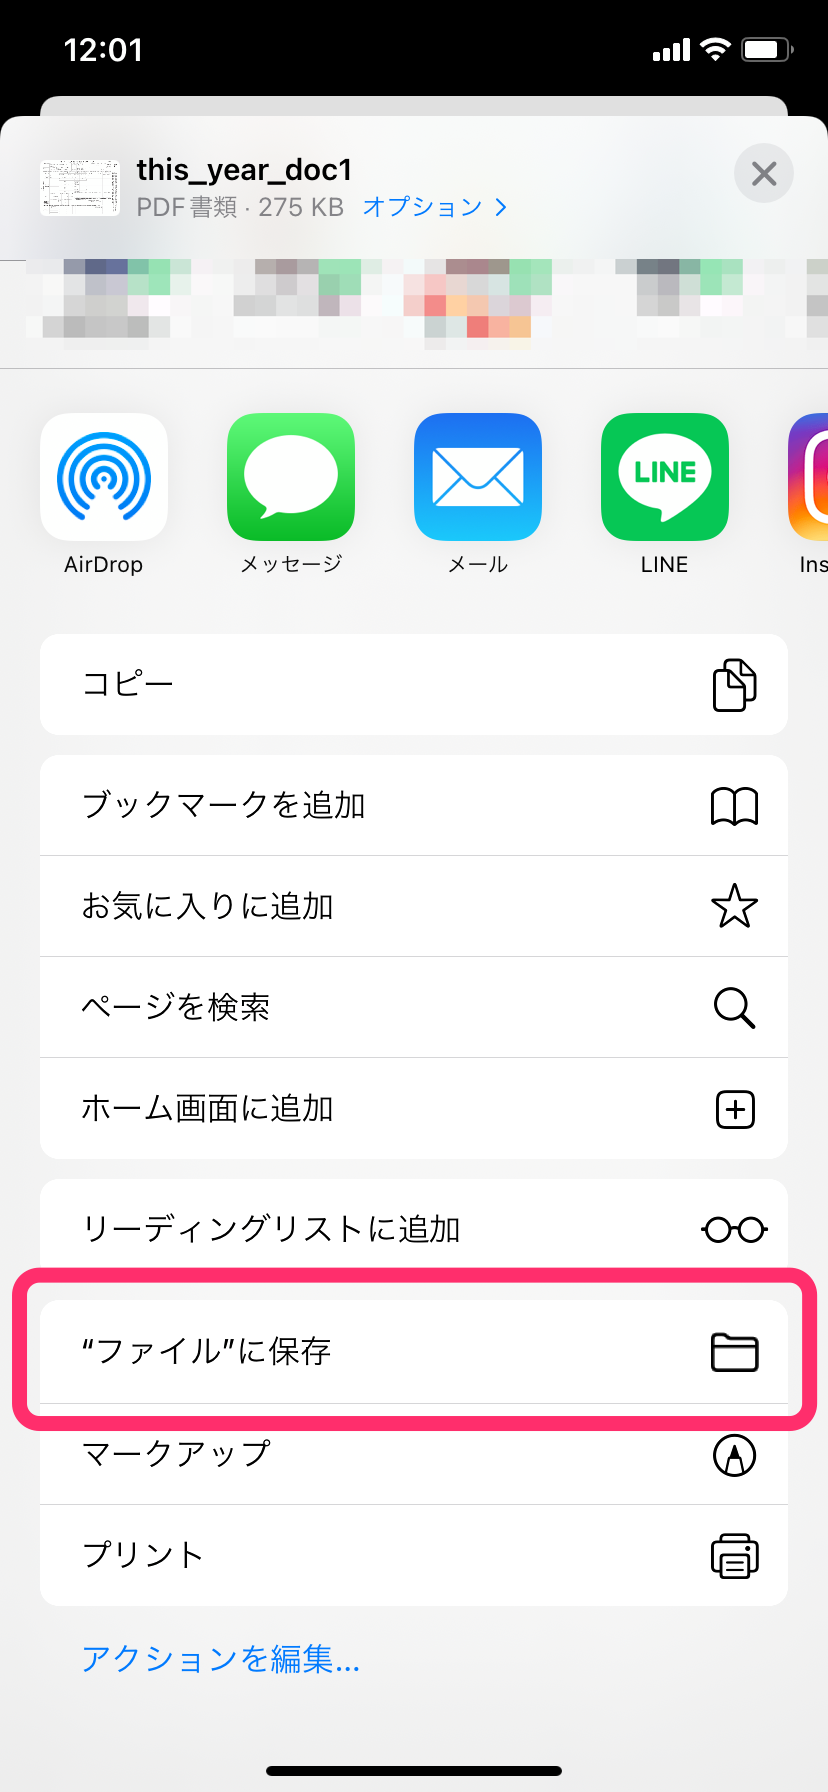 12:01
this_year_doc1
PDF書類 · 275 KB オプション
LINE
AirDrop
メッセージ
メール
LINE
Ins
コピー
ブックマークを追加
お気に入りに追加
ページを検索
ホーム画面に追加
リーディングリストに追加
“ファイル”に保存
マークアップ
プリント
アクションを編集...